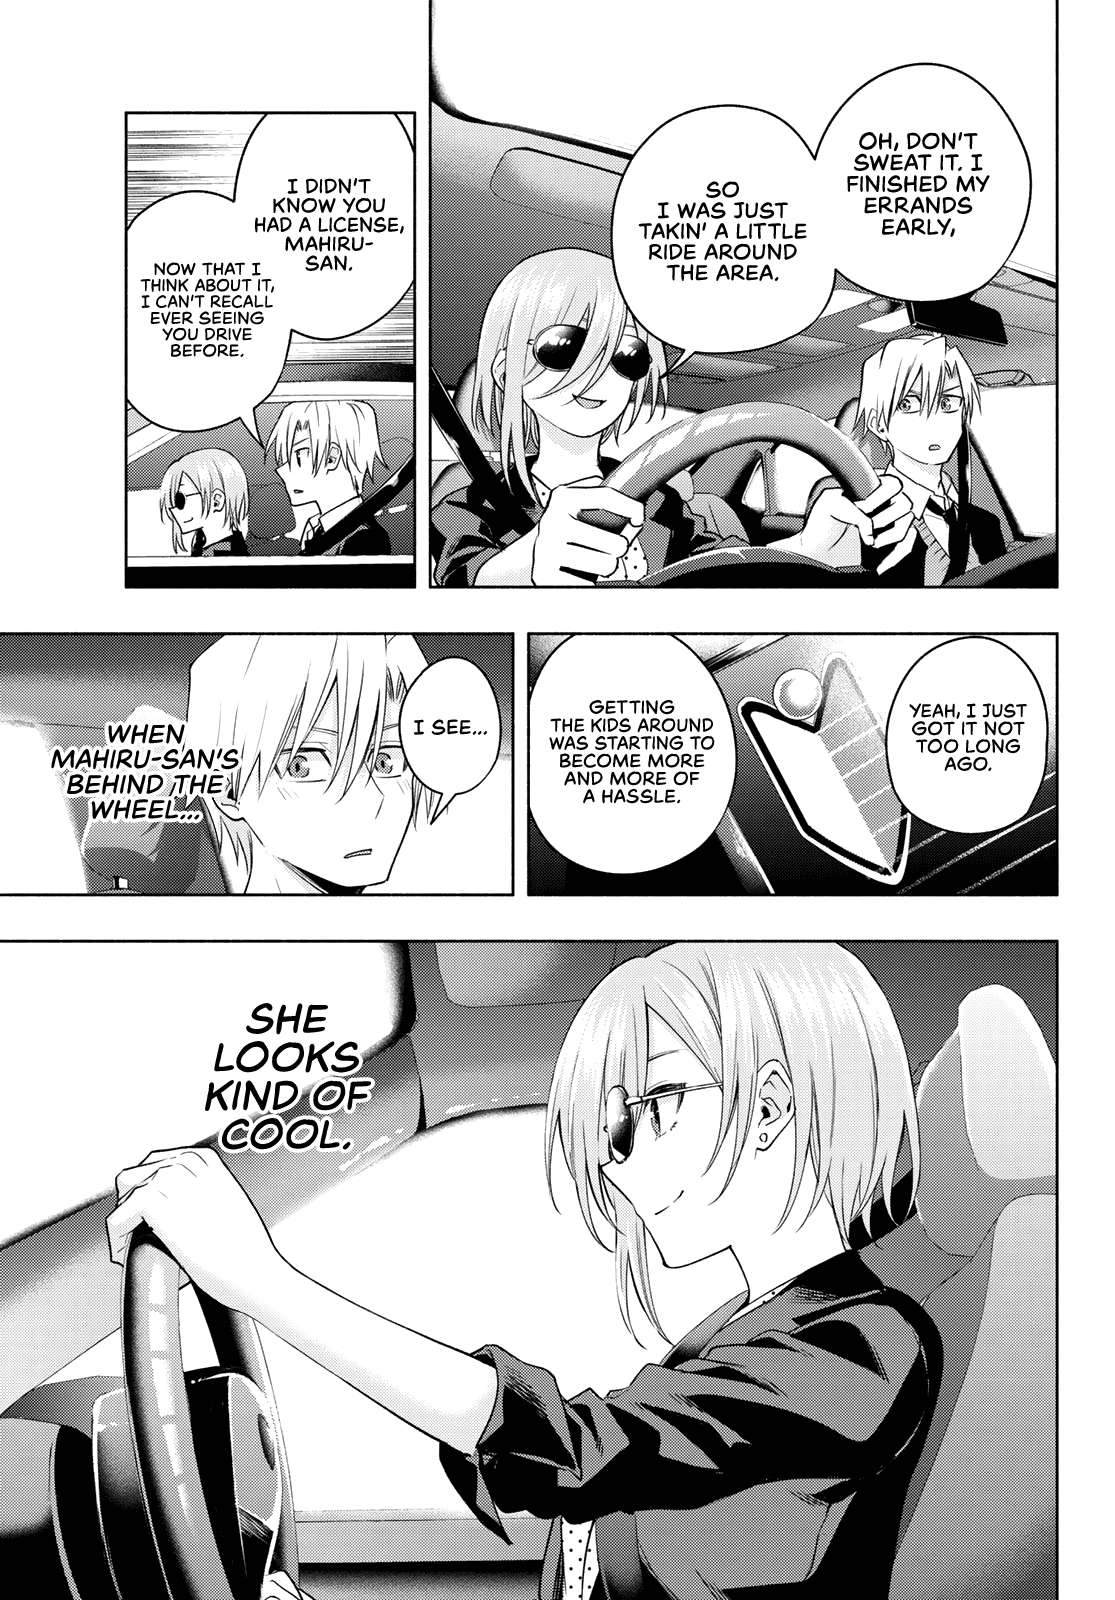 OH, DON'T
SWEAT IT. I
FINISHED MY
ERRANDS
EARLY,
SO
I WAS JUST
TAKIN' A LITTLE
RIDE AROUND
THE AREA.
I DIDN'T
KNOW YOU
HAD A LICENSE,
MAHIRU-
SAN.
NOW THAT I
THINK ABOUT IT,
I CAN'T RECALL
EVER SEEING
YOU DRIVE
BEFORE.
YEAH, I JUST
GOT IT NOT
TOO LONG
AGO.
GETTING
THE KIDS AROUND
WAS STARTING TO
BECOME MORE
AND MORE OF
A HASSLE.
I SEE...
WHEN
MAHIRU-SAN'S
BEHIND THE
WHEEL...
SHE
LOOKS
KIND OF
COOL.